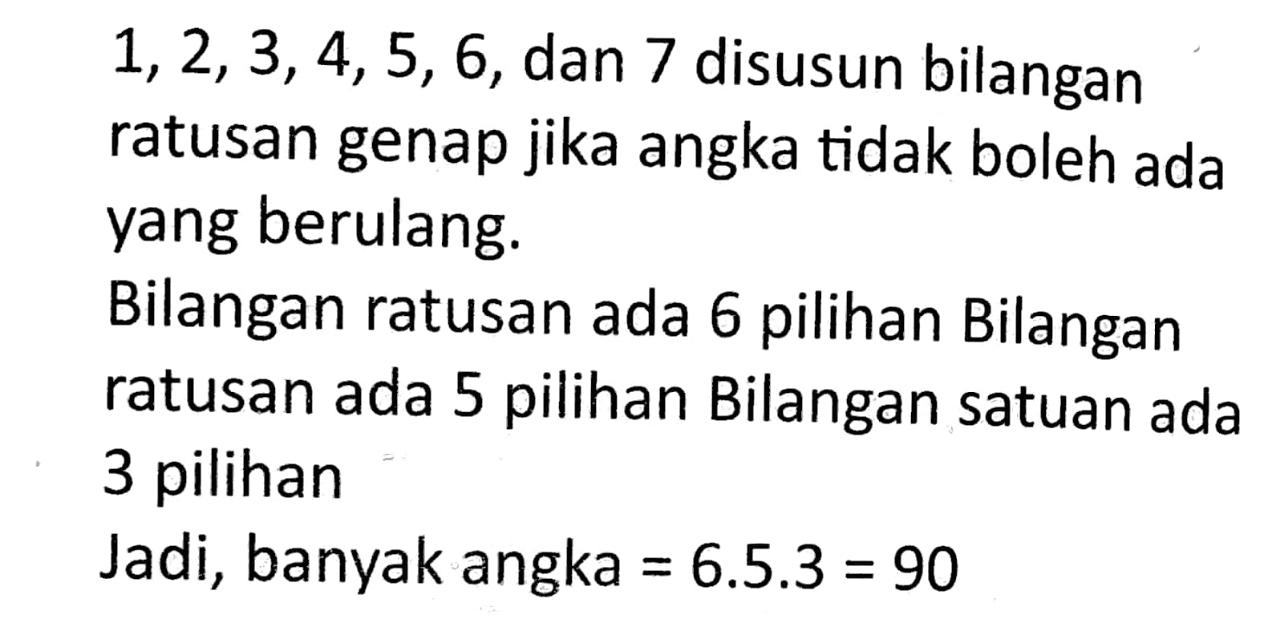 1, 2, 3, 4, 5, 6, dan 7 disusun bilangan
ratusan genap jika angka tidak boleh ada
yang berulang.
Bilangan ratusan ada 6 pilihan Bilangan
ratusan ada 5 pilihan Bilangan satuan ada
3 pilihan
Jadi, banyak angka = 6.5.3 = 90